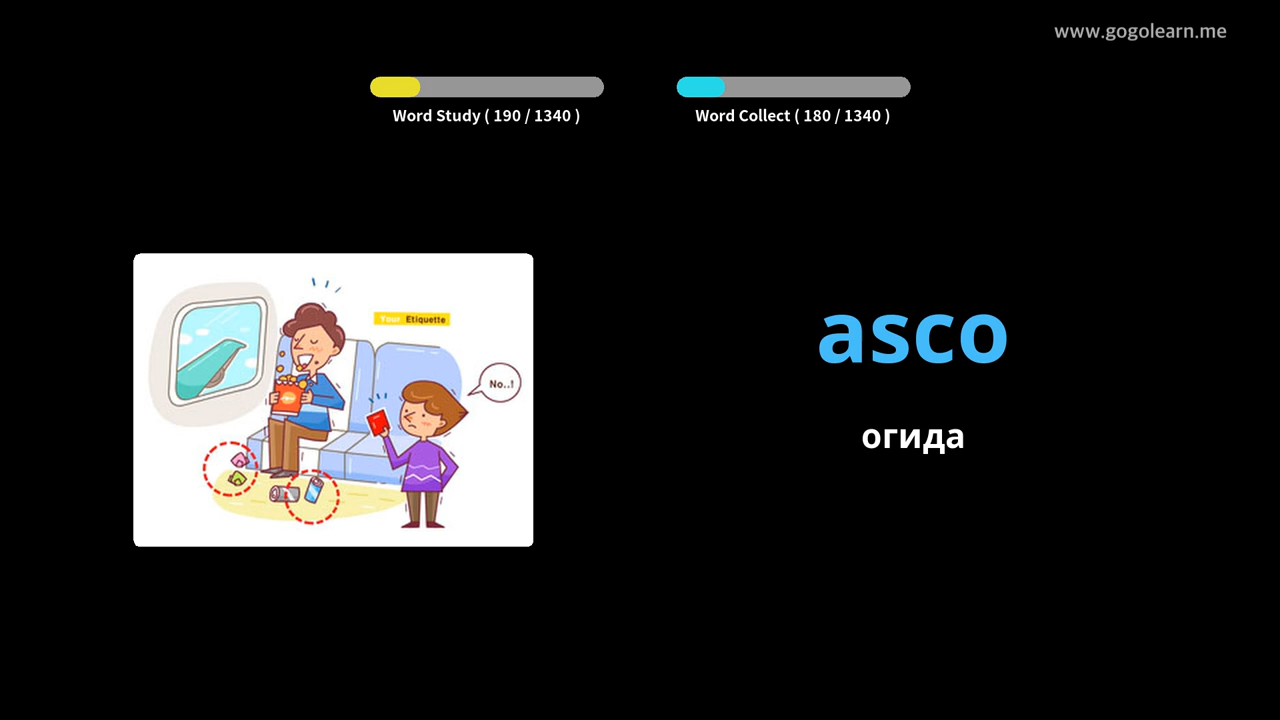 www.gogolearn.me
Word Study ( 190 / 1340 )
Word Collect ( 180 / 1340 )
Your Etiquette
No..!
asco
огида